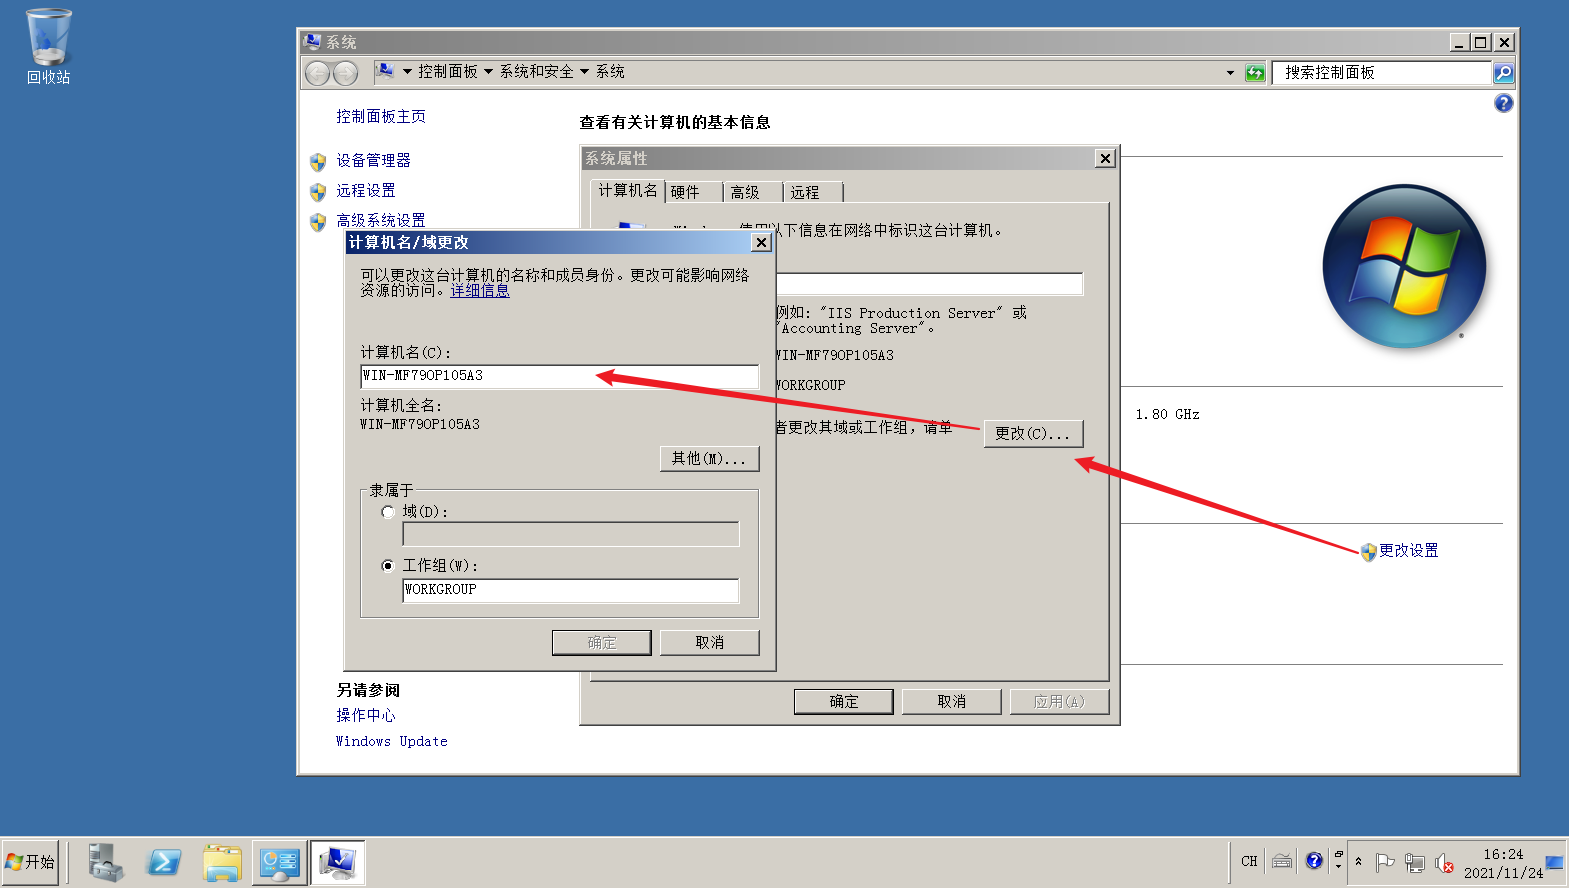 回收站
系统
控制面板 系统和安全 系统
搜索控制面板
控制面板主页
设备管理器
远程设置
高级系统设置
查看有关计算机的基本信息
系统属性
计算机名 硬件 高级 远程
使用以下信息在网络中标识这台计算机。
例如: "IIS Production Server" 或
"Accounting Server"。
WIN-MF79OP105A3
WORKGROUP
者更改其域或工作组，请单
更改(C)...
确定 取消 应用(A)
计算机名/域更改
可以更改这台计算机的名称和成员身份。更改可能影响网络
资源的访问。详细信息
计算机名(C):
WIN-MF79OP105A3
计算机全名:
WIN-MF79OP105A3
其他(M)...
隶属于
域(D):
工作组(W):
WORKGROUP
确定 取消
1.80 GHz
更改设置
另请参阅
操作中心
Windows Update
开始
CH
16:24
2021/11/24